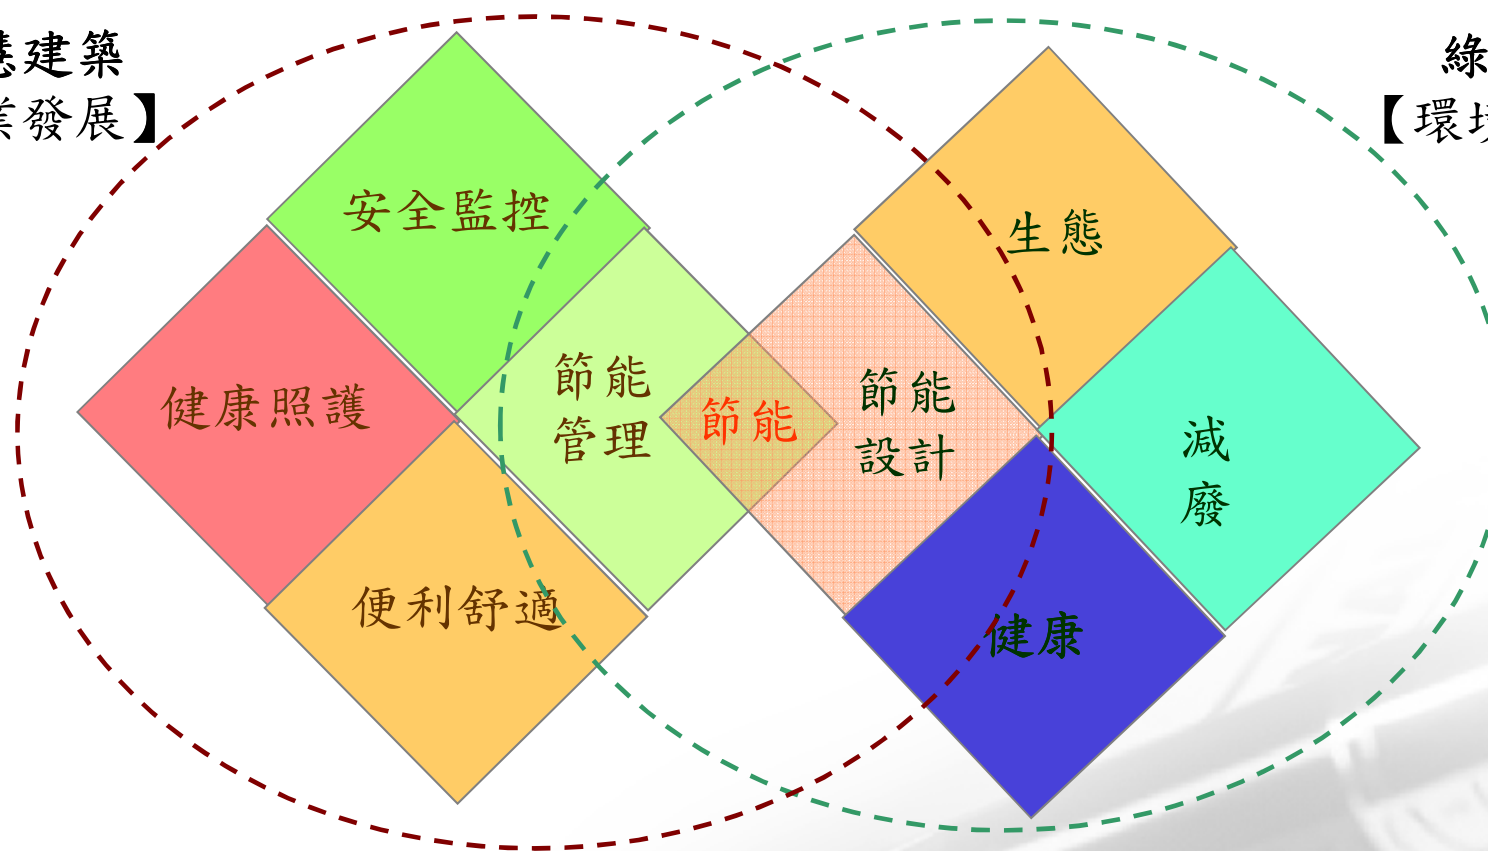 慧建築
業發展】
綠
【環境
安全監控
生態
健康照護
節能
管理
節能
節能
設計
減
廢
便利舒適
健康